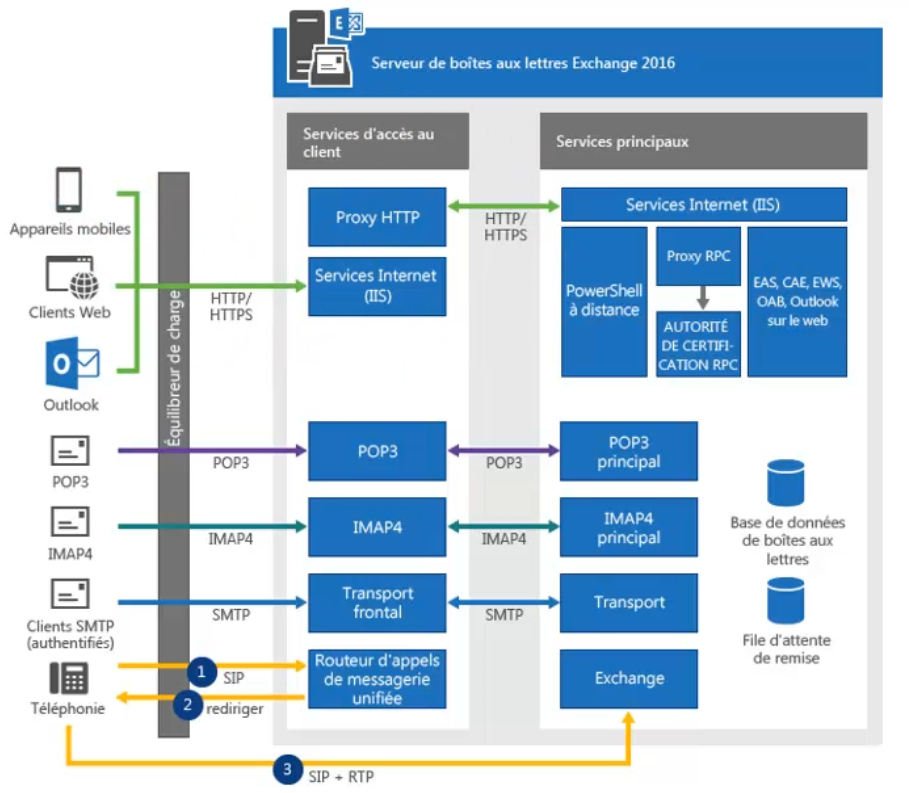 Serveur de boîtes aux lettres Exchange 2016
Services d'accès au
client
Services principaux
Appareils mobiles
Clients Web
Outlook
POP3
IMAP4
Clients SMTP
(authentifiés)
Téléphonie
Équilibreur de charge
HTTP/
HTTPS
POP3
IMAP4
SMTP
1
SIP
2
rediriger
3
SIP + RTP
Proxy HTTP
Services Internet
(IIS)
POP3
IMAP4
Transport
frontal
Routeur d'appels
de messagerie
unifiée
HTTP/
HTTPS
POP3
IMAP4
SMTP
Services Internet (IIS)
PowerShell
à distance
Proxy RPC
AUTORITÉ
DE CERTIFI-
CATION RPC
EAS, CAE, EWS,
OAB, Outlook
sur le web
POP3
principal
IMAP4
principal
Transport
Exchange
Base de données
de boîtes aux
lettres
File d'attente
de remise